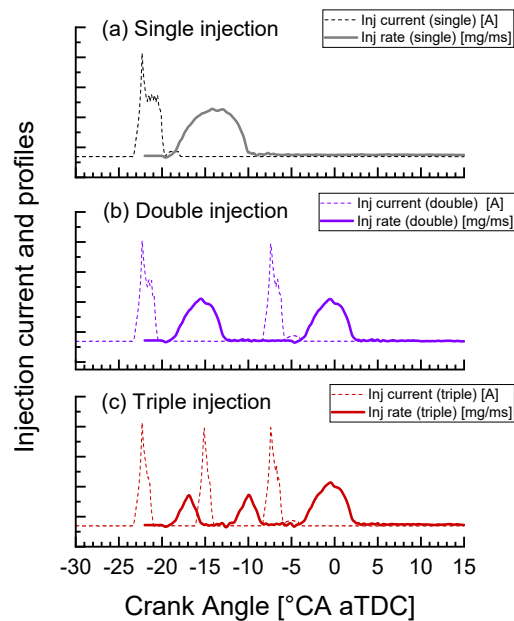 (a) Single injection
Inj current (single) [A]
Inj rate (single) [mg/ms]
(b) Double injection
Inj current (double) [A]
Inj rate (double) [mg/ms]
(c) Triple injection
Inj current (triple) [A]
Inj rate (triple) [mg/ms]
Injection current and profiles
-30 -25 -20 -15 -10 -5 0 5 10 15
Crank Angle [°CA aTDC]